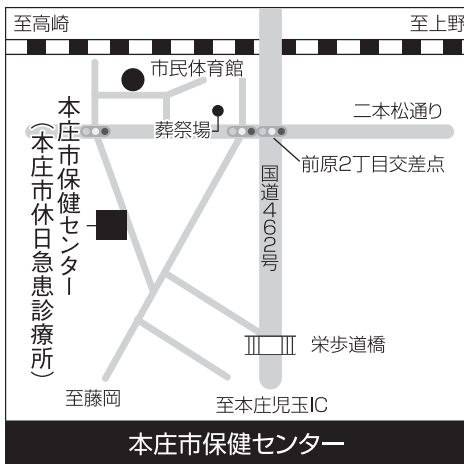 至高崎
至上野
市民体育館
二本松通り
葬祭場
前原2丁目交差点
国道462号
本庄市保健センター
（本庄市休日急患診療所）
栄歩道橋
至藤岡
至本庄児玉IC
本庄市保健センター